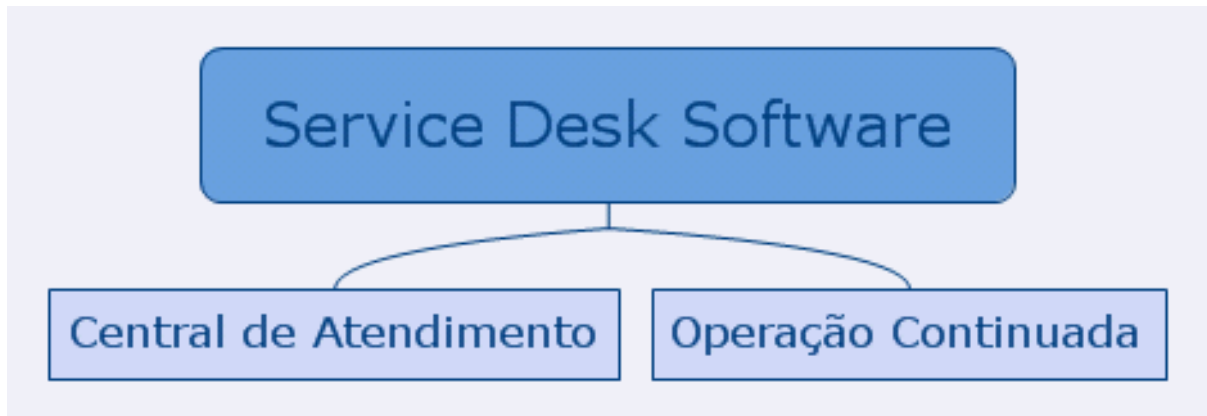 Service Desk Software
Central de Atendimento
Operação Continuada